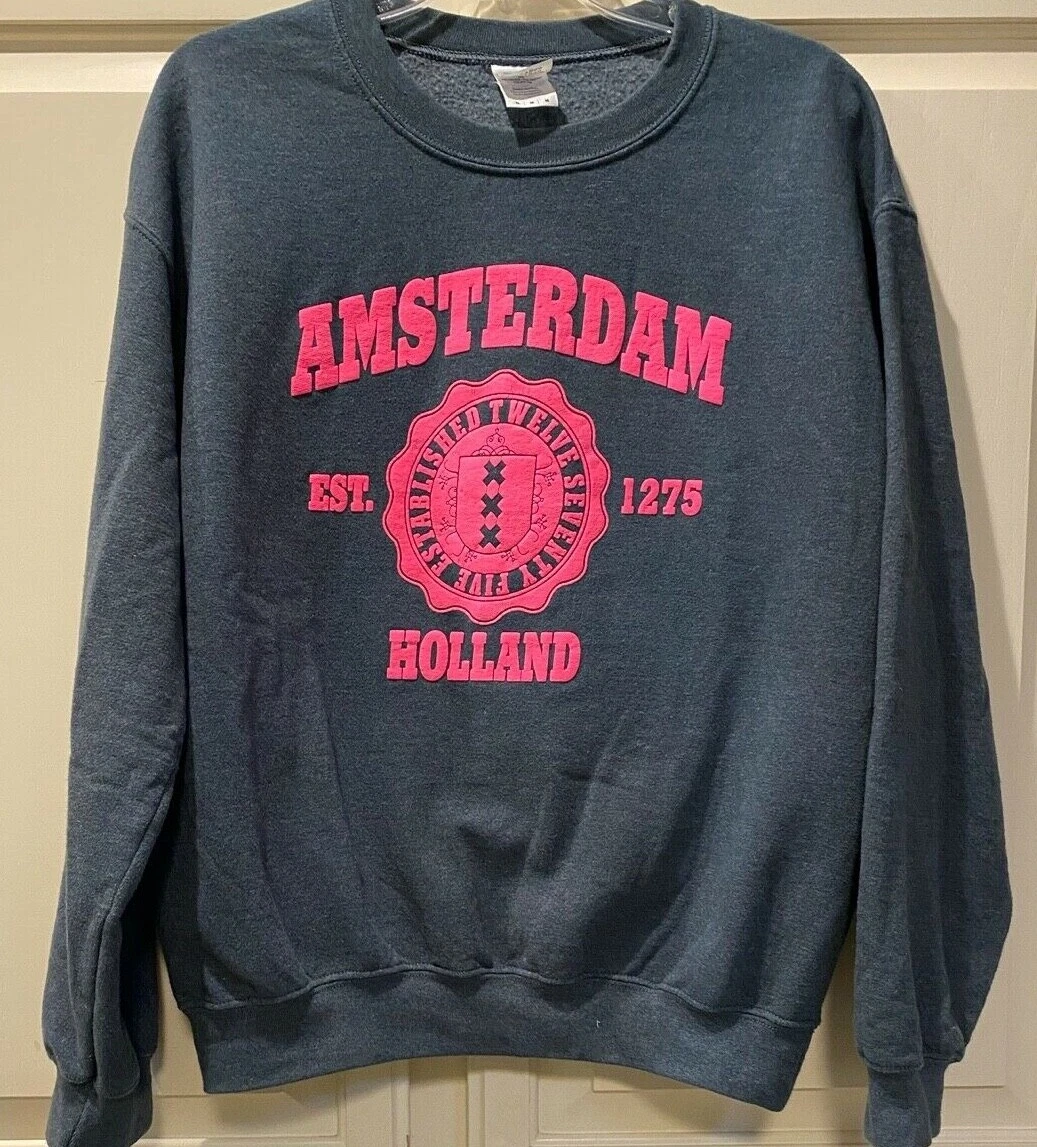 AMSTERDAM
ESTABLISHED TWELVE SEVENTY FIVE
EST. 1275
HOLLAND